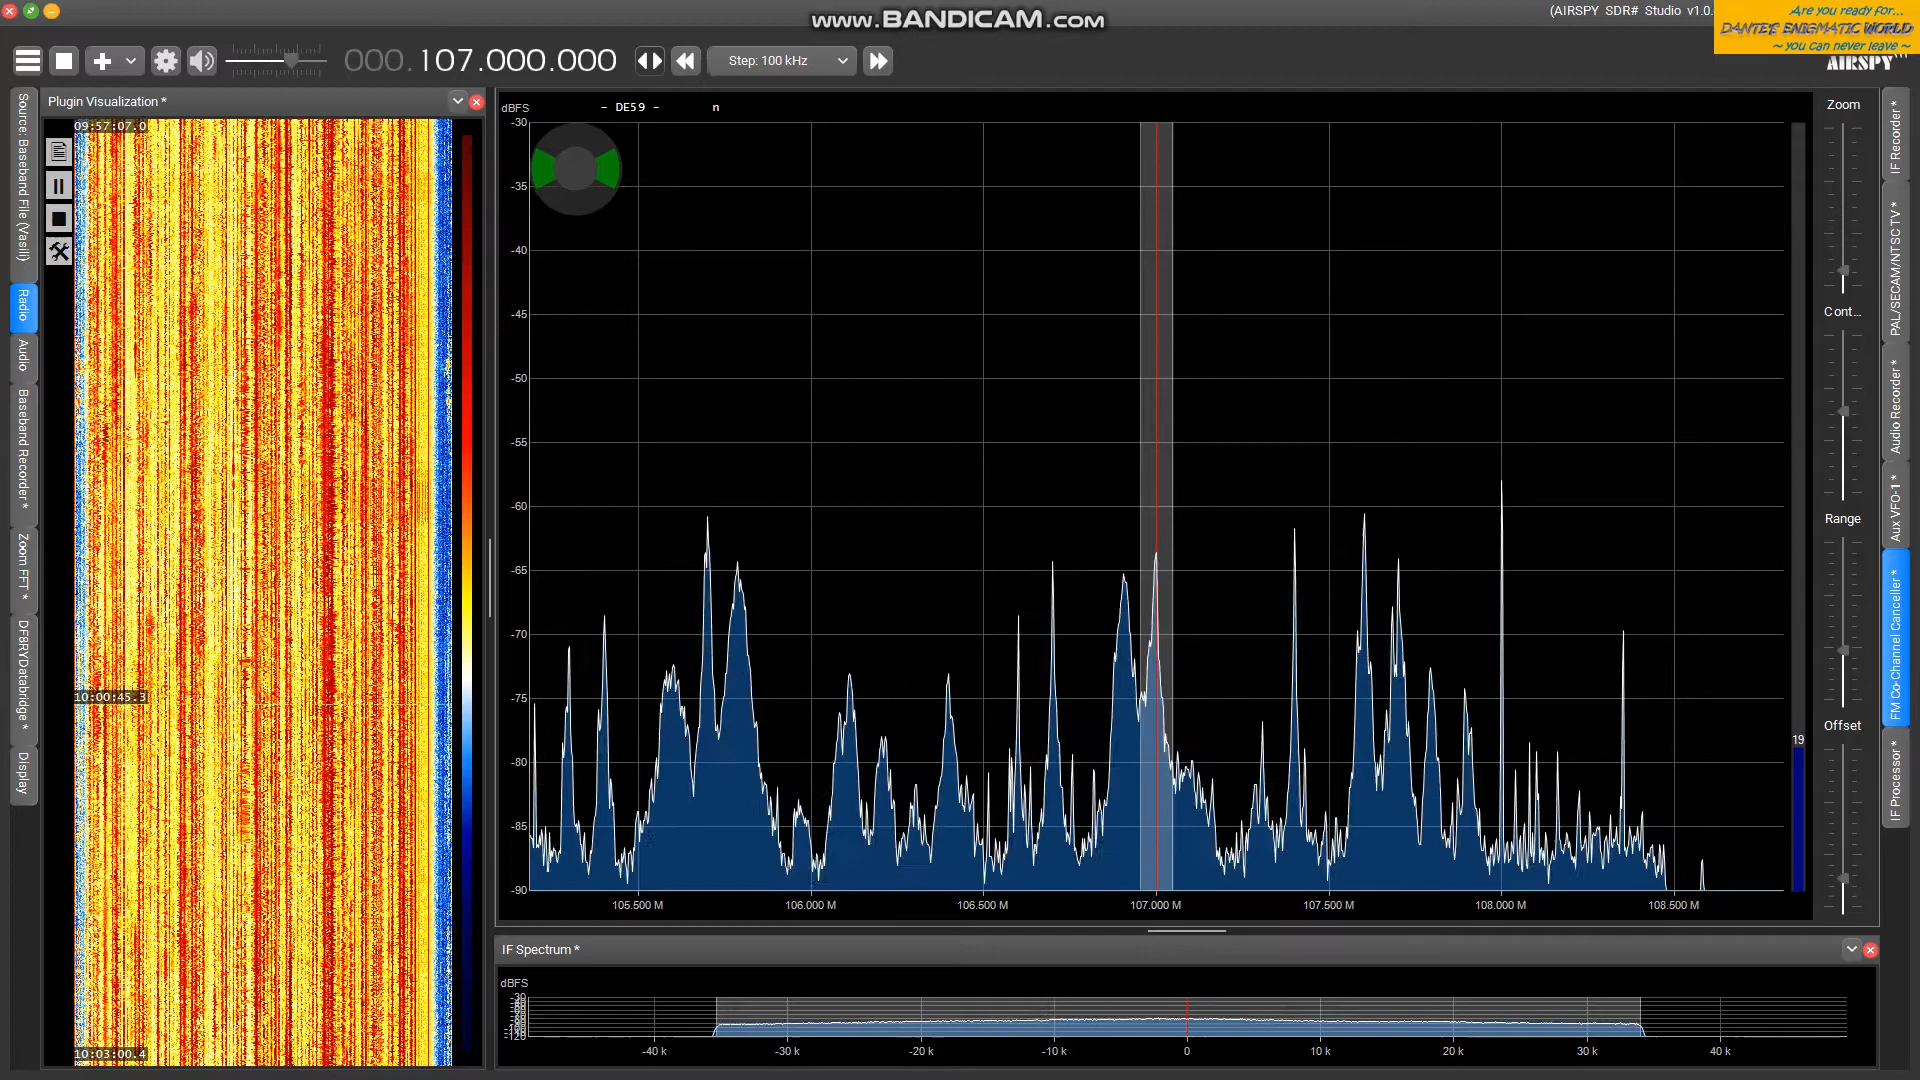 www.BANDICAM.com
(AIRSPY SDR# Studio v1.0.
Are you ready for...
DANTE'S ENIGMATIC WORLD
~ you can never leave ~
AIRSPY
000.107.000.000
Step: 100 kHz
Source: Baseband File (Vasili)
Radio
Audio
Baseband Recorder *
Zoom FFT *
DF8RYDatabridge *
Display
Plugin Visualization *
09:57:07.0
10:00:45.3
10:03:00.4
dBFS
- DE59 -
n
-30
-35
-40
-45
-50
-55
-60
-65
-70
-75
-80
-85
-90
105.500 M
106.000 M
106.500 M
107.000 M
107.500 M
108.000 M
108.500 M
19
Zoom
Cont...
Range
Offset
IF Recorder *
PAL/SECAM/NTSC TV *
Audio Recorder *
Aux VFO-1 *
FM Co-Channel Canceller *
IF Processor *
IF Spectrum *
dBFS
-30
-120
-40 k
-30 k
-20 k
-10 k
0
10 k
20 k
30 k
40 k